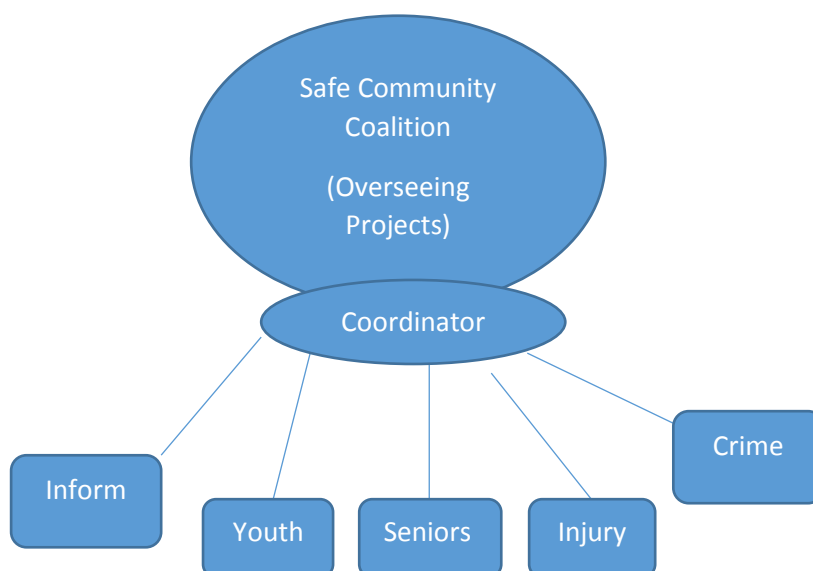 Safe Community
Coalition
(Overseeing
Projects)
Coordinator
Inform
Youth
Seniors
Injury
Crime